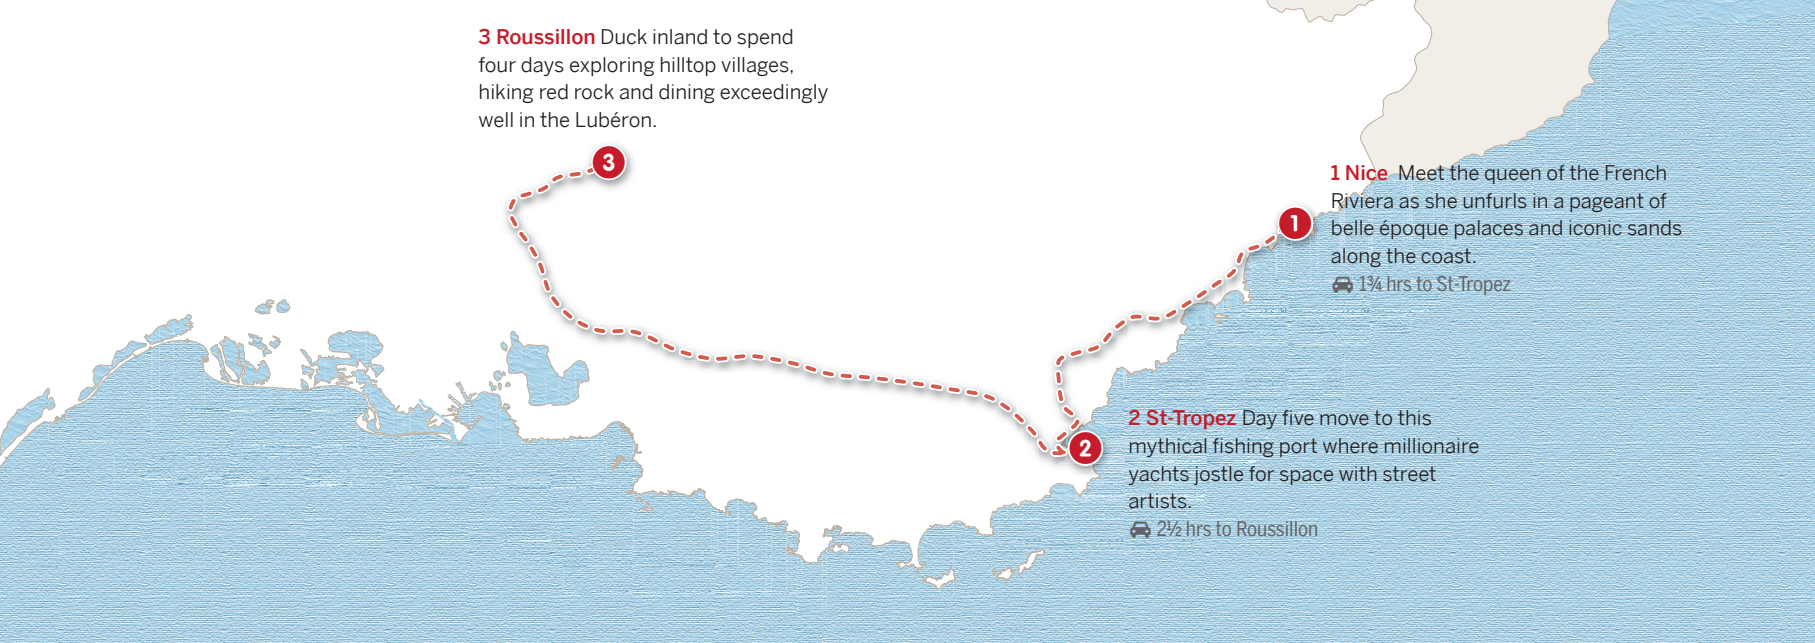 3 Roussillon Duck inland to spend
four days exploring hilltop villages,
hiking red rock and dining exceedingly
well in the Lubéron.
3
1
1 Nice Meet the queen of the French
Riviera as she unfurls in a pageant of
belle époque palaces and iconic sands
along the coast.
1¾ hrs to St-Tropez
2
2 St-Tropez Day five move to this
mythical fishing port where millionaire
yachts jostle for space with street
artists.
2½ hrs to Roussillon